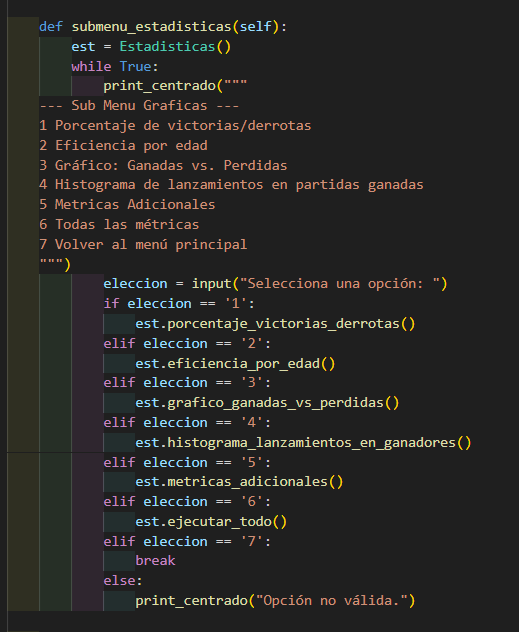 def submenu_estadisticas(self):
est = Estadisticas()
while True:
print_centrado("""
--- Sub Menu Graficas ---
1 Porcentaje de victorias/derrotas
2 Eficiencia por edad
3 Gráfico: Ganadas vs. Perdidas
4 Histograma de lanzamientos en partidas ganadas
5 Metricas Adicionales
6 Todas las métricas
7 Volver al menú principal
""")
eleccion = input("Selecciona una opción: ")
if eleccion == '1':
est.porcentaje_victorias_derrotas()
elif eleccion == '2':
est.eficiencia_por_edad()
elif eleccion == '3':
est.grafico_ganadas_vs_perdidas()
elif eleccion == '4':
est.histograma_lanzamientos_en_ganadores()
elif eleccion == '5':
est.metricas_adicionales()
elif eleccion == '6':
est.ejecutar_todo()
elif eleccion == '7':
break
else:
print_centrado("Opción no válida.")